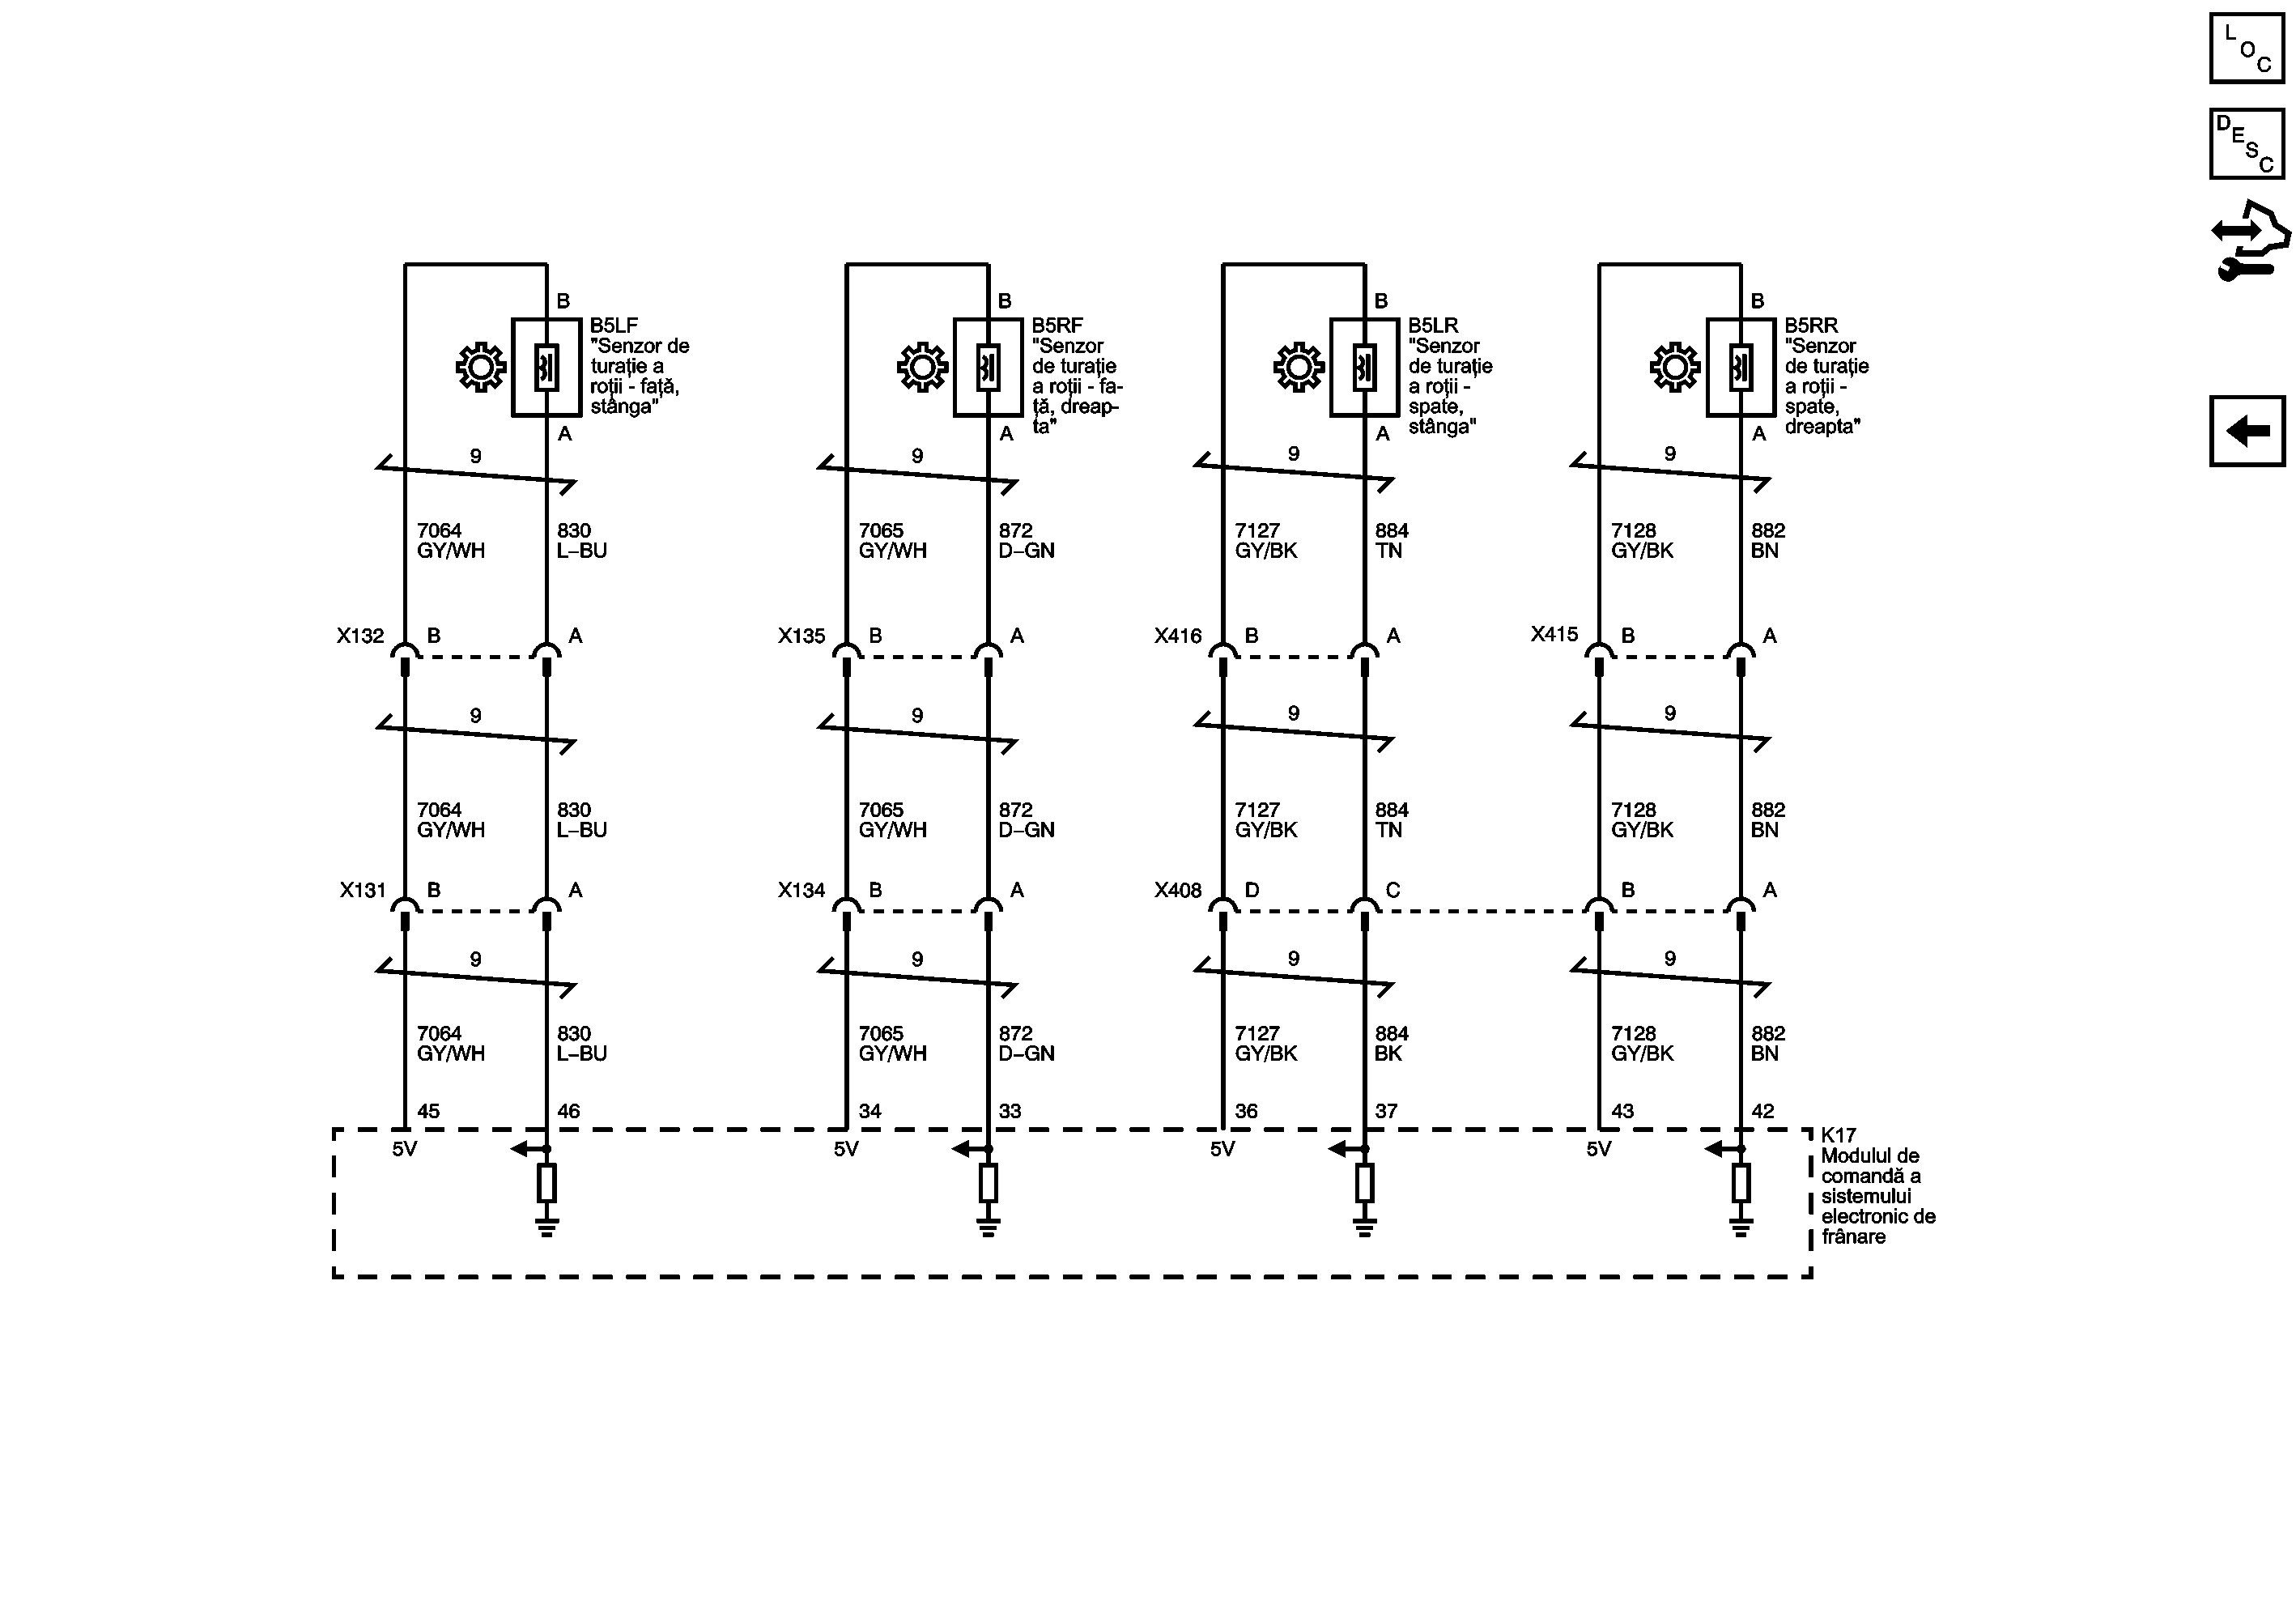 L
O
C
D
E
S
C
B
B5LF
"Senzor de
turație a
roții - față,
stânga"
A
B
B5RF
"Senzor
de turație
a roții - fa-
ță, dreap-
ta"
A
B
B5LR
"Senzor
de turație
a roții -
spate,
stânga"
A
B
B5RR
"Senzor
de turație
a roții -
spate,
dreapta"
A
9 9 9 9
7064 830 7065 872 7127 884 7128 882
GY/WH L–BU GY/WH D–GN GY/BK TN GY/BK BN
X132 B A X135 B A X416 B A X415 B A
9 9 9 9
7064 830 7065 872 7127 884 7128 882
GY/WH L–BU GY/WH D–GN GY/BK TN GY/BK BN
X131 B A X134 B A X408 D C B A
9 9 9 9
7064 830 7065 872 7127 884 7128 882
GY/WH L–BU GY/WH D–GN GY/BK BK GY/BK BN
45 46 34 33 36 37 43 42
5V 5V 5V 5V
K17
Modulul de
comandă a
sistemului
electronic de
frânare